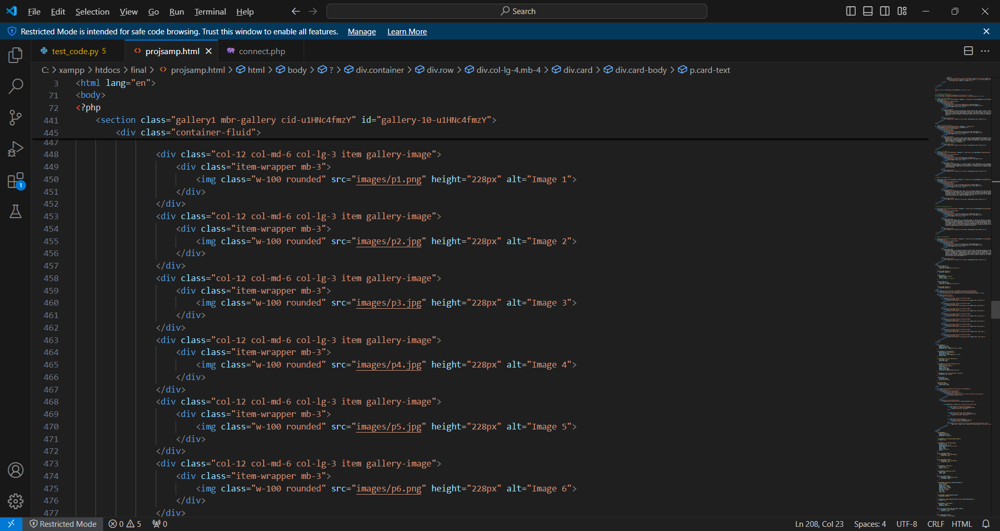 File Edit Selection View Go Run Terminal Help Search
Restricted Mode is intended for safe code browsing. Trust this window to enable all features. Manage Learn More
test_code.py 5 projsamp.html connect.php
C: > xampp > htdocs > final > projsamp.html > html > body > ? > div.container > div.row > div.col-lg-4.mb-4 > div.card > div.card-body > p.card-text
3 <html lang="en">
71 <body>
72 <?php
441 <section class="gallery1 mbr-gallery cid-u1HNc4fmzY" id="gallery-10-u1HNc4fmzY">
445 <div class="container-fluid">
447
448 <div class="col-12 col-md-6 col-lg-3 item gallery-image">
449 <div class="item-wrapper mb-3">
450 <img class="w-100 rounded" src="images/p1.png" height="228px" alt="Image 1">
451 </div>
452 </div>
453 <div class="col-12 col-md-6 col-lg-3 item gallery-image">
454 <div class="item-wrapper mb-3">
455 <img class="w-100 rounded" src="images/p2.jpg" height="228px" alt="Image 2">
456 </div>
457 </div>
458 <div class="col-12 col-md-6 col-lg-3 item gallery-image">
459 <div class="item-wrapper mb-3">
460 <img class="w-100 rounded" src="images/p3.jpg" height="228px" alt="Image 3">
461 </div>
462 </div>
463 <div class="col-12 col-md-6 col-lg-3 item gallery-image">
464 <div class="item-wrapper mb-3">
465 <img class="w-100 rounded" src="images/p4.jpg" height="228px" alt="Image 4">
466 </div>
467 </div>
468 <div class="col-12 col-md-6 col-lg-3 item gallery-image">
469 <div class="item-wrapper mb-3">
470 <img class="w-100 rounded" src="images/p5.jpg" height="228px" alt="Image 5">
471 </div>
472 </div>
473 <div class="col-12 col-md-6 col-lg-3 item gallery-image">
474 <div class="item-wrapper mb-3">
475 <img class="w-100 rounded" src="images/p6.png" height="228px" alt="Image 6">
476 </div>
477 </div>
1
Restricted Mode 0 5 0 Ln 208, Col 23 Spaces: 4 UTF-8 CRLF HTML